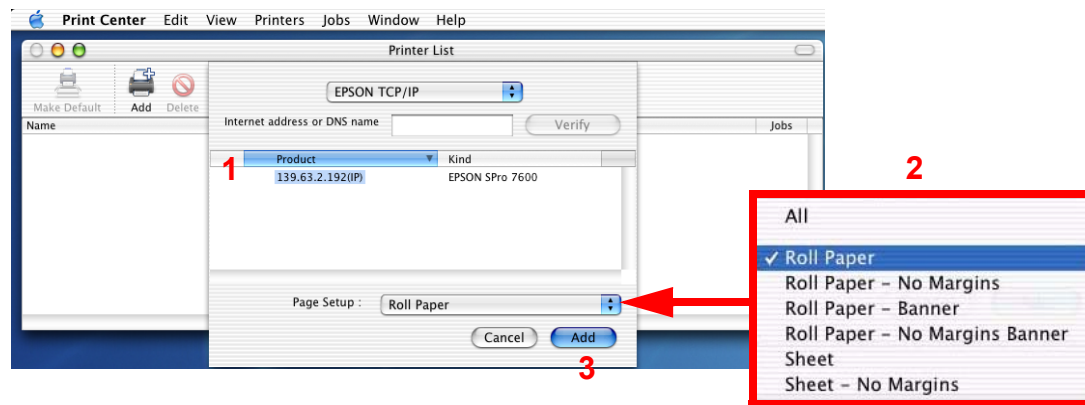 Print Center Edit View Printers Jobs Window Help
Printer List
Make Default Add Delete
EPSON TCP/IP
Internet address or DNS name Verify
Name Jobs
1 Product Kind
139.63.2.192(IP) EPSON SPro 7600
2
All
✓ Roll Paper
Roll Paper – No Margins
Roll Paper – Banner
Roll Paper – No Margins Banner
Sheet
Sheet – No Margins
Page Setup : Roll Paper
Cancel Add
3